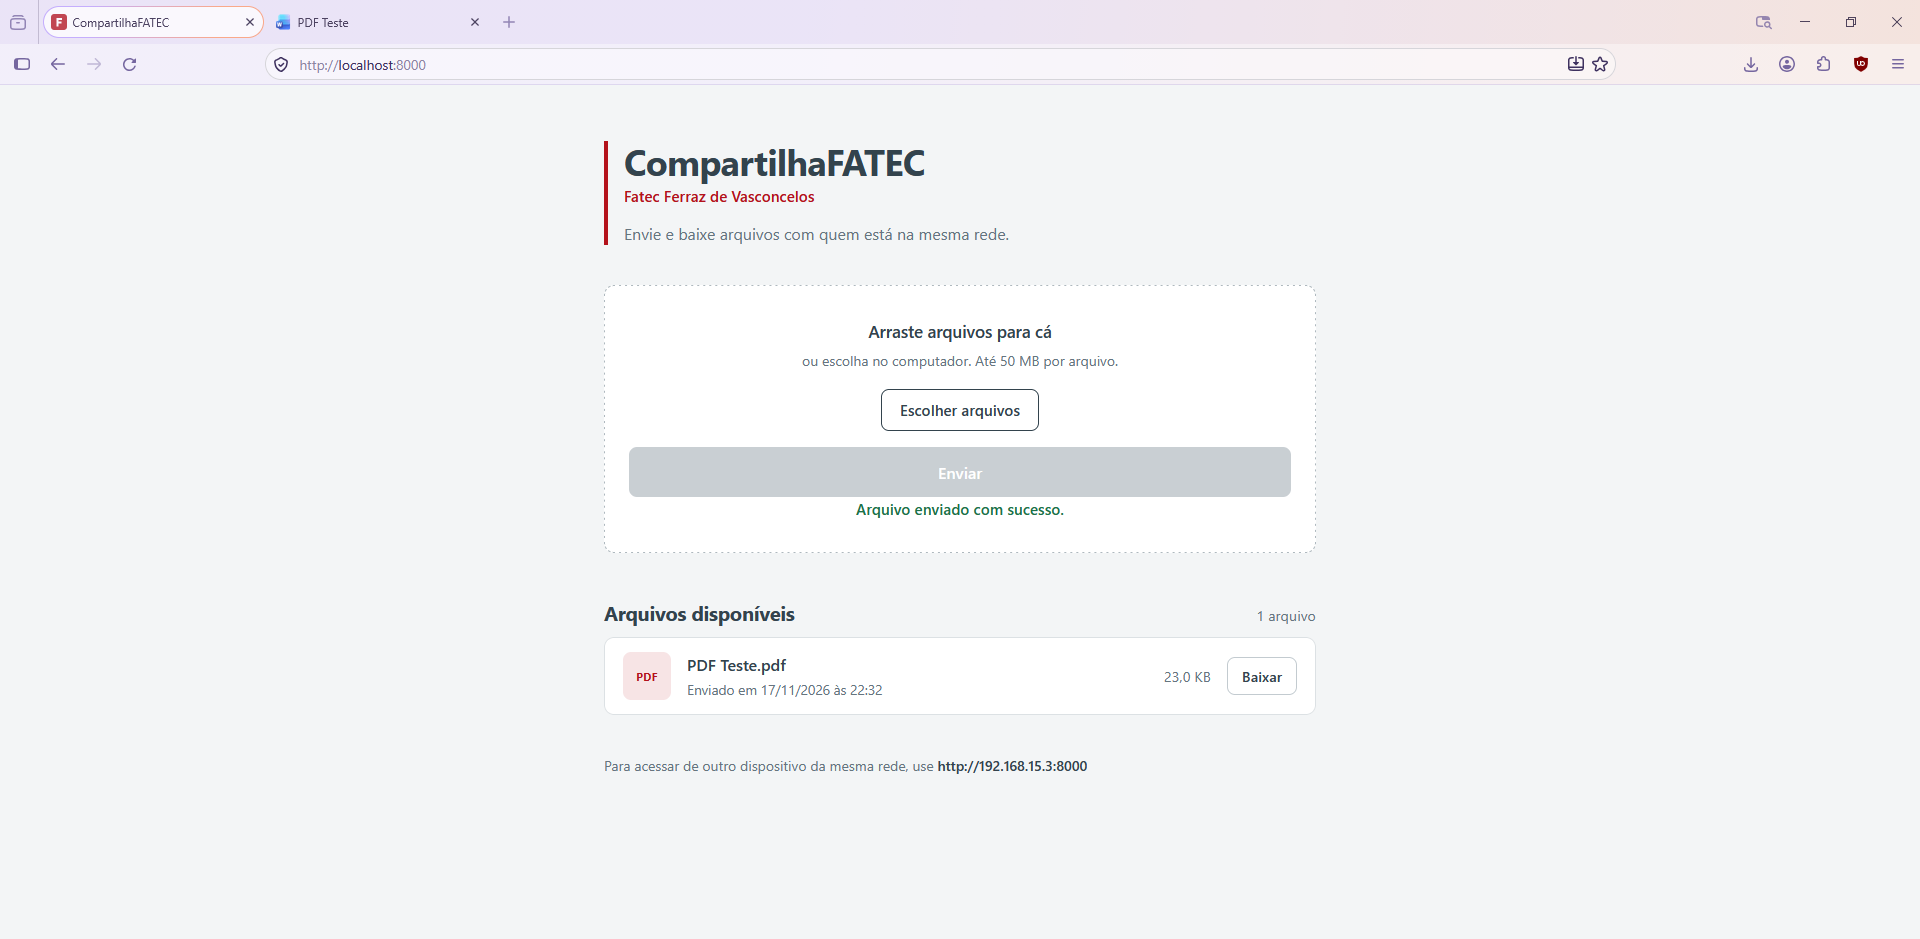 CompartilhaFATEC
PDF Teste
http://localhost:8000
CompartilhaFATEC
Fatec Ferraz de Vasconcelos
Envie e baixe arquivos com quem está na mesma rede.
Arraste arquivos para cá
ou escolha no computador. Até 50 MB por arquivo.
Escolher arquivos
Enviar
Arquivo enviado com sucesso.
Arquivos disponíveis
1 arquivo
PDF
PDF Teste.pdf
Enviado em 17/11/2026 às 22:32
23,0 KB
Baixar
Para acessar de outro dispositivo da mesma rede, use http://192.168.15.3:8000